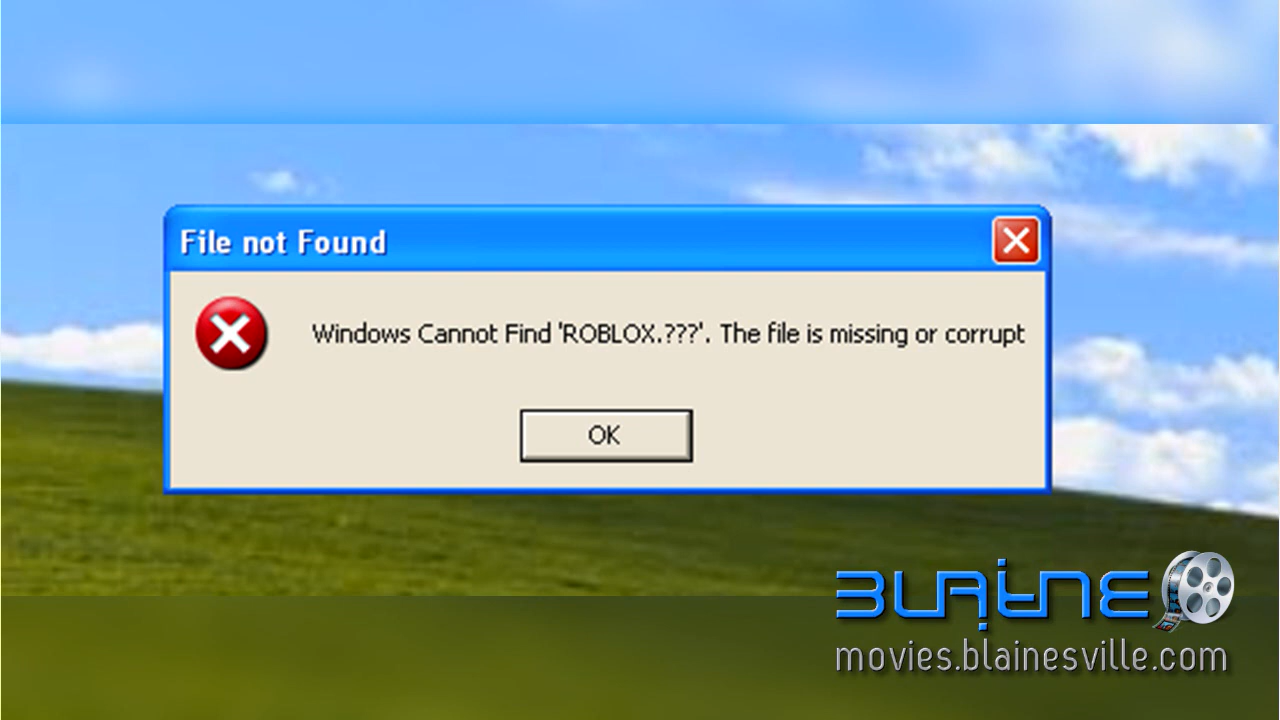 File not Found
Windows Cannot Find 'ROBLOX.???'. The file is missing or corrupt
OK
BLAINE
movies.blainesville.com